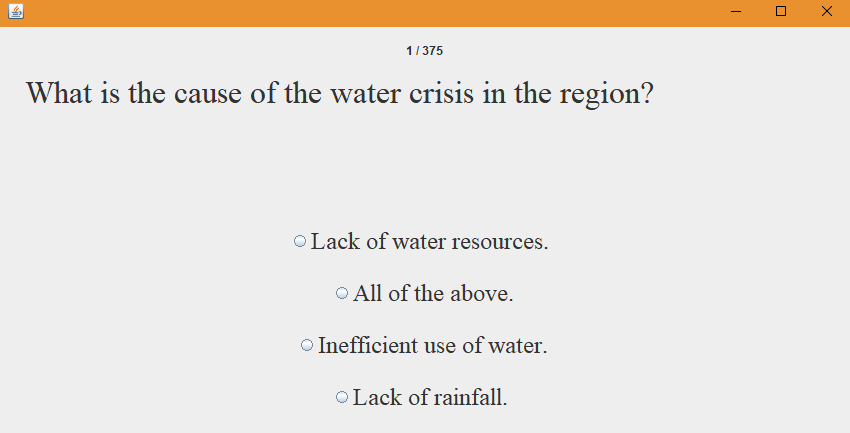 1 / 375
What is the cause of the water crisis in the region?
Lack of water resources.
All of the above.
Inefficient use of water.
Lack of rainfall.